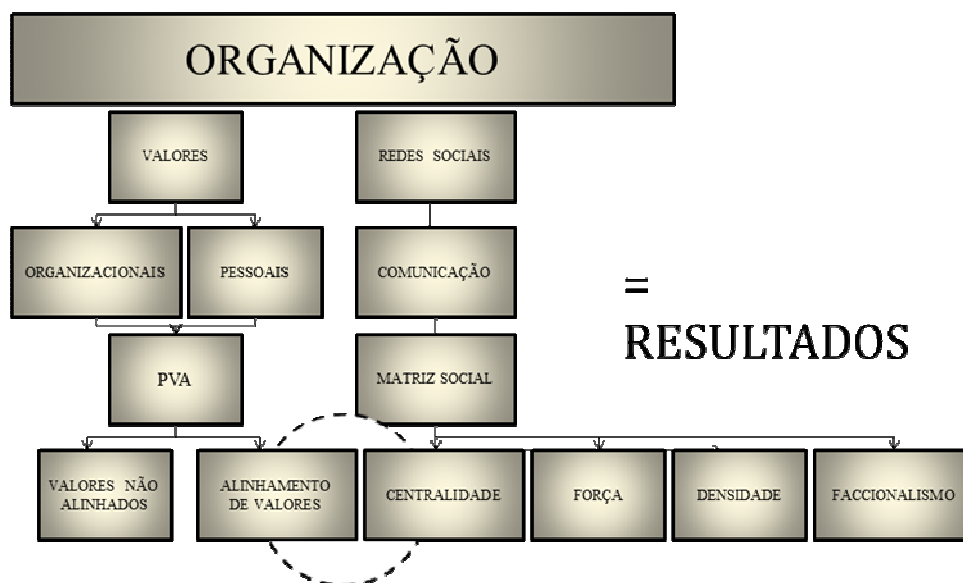 ORGANIZAÇÃO
VALORES
REDES SOCIAIS
ORGANIZACIONAIS
PESSOAIS
COMUNICAÇÃO
=
RESULTADOS
PVA
MATRIZ SOCIAL
VALORES NÃO
ALINHADOS
ALINHAMENTO
DE VALORES
CENTRALIDADE
FORÇA
DENSIDADE
FACCIONALISMO